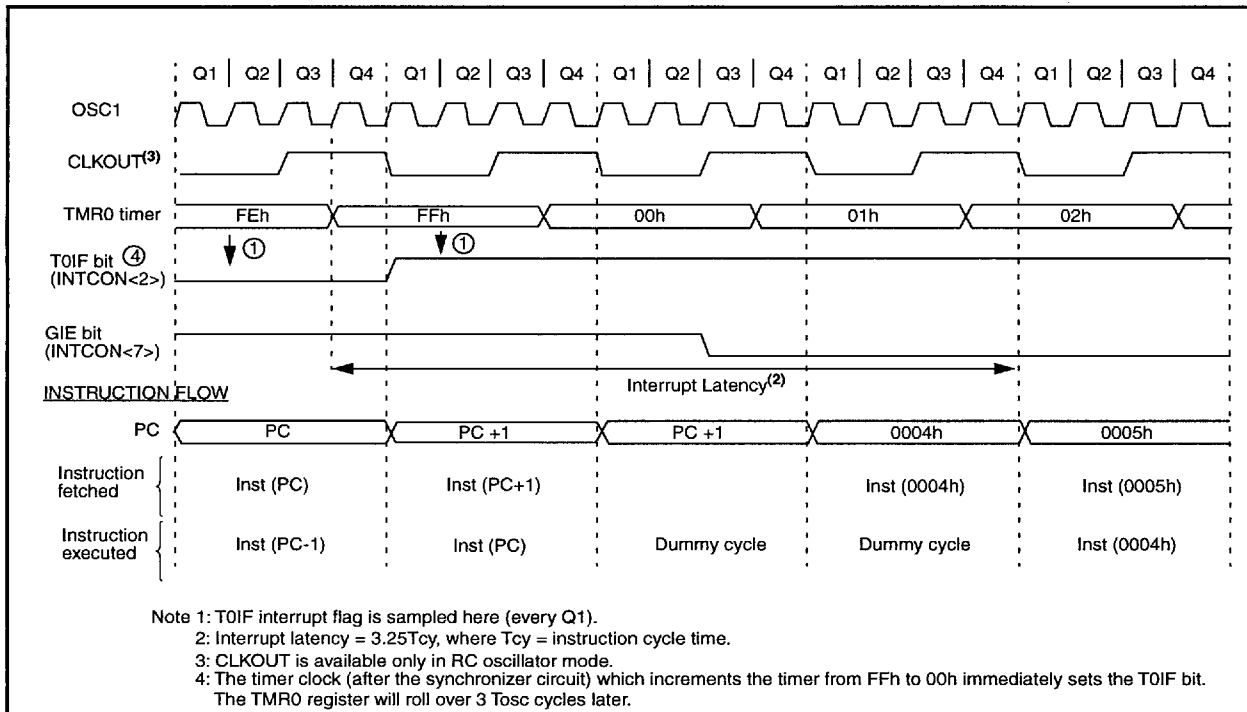 Q1 Q2 Q3 Q4 Q1 Q2 Q3 Q4 Q1 Q2 Q3 Q4 Q1 Q2 Q3 Q4 Q1 Q2 Q3 Q4
OSC1
CLKOUT(3)
TMR0 timer FEh FFh 00h 01h 02h
① ①
T0IF bit ④
(INTCON<2>)
GIE bit
(INTCON<7>)
Interrupt Latency(2)
INSTRUCTION FLOW
PC PC PC +1 PC +1 0004h 0005h
Instruction
fetched Inst (PC) Inst (PC+1) Inst (0004h) Inst (0005h)
Instruction
executed Inst (PC-1) Inst (PC) Dummy cycle Dummy cycle Inst (0004h)
Note 1: T0IF interrupt flag is sampled here (every Q1).
2: Interrupt latency = 3.25Tcy, where Tcy = instruction cycle time.
3: CLKOUT is available only in RC oscillator mode.
4: The timer clock (after the synchronizer circuit) which increments the timer from FFh to 00h immediately sets the T0IF bit.
The TMR0 register will roll over 3 Tosc cycles later.